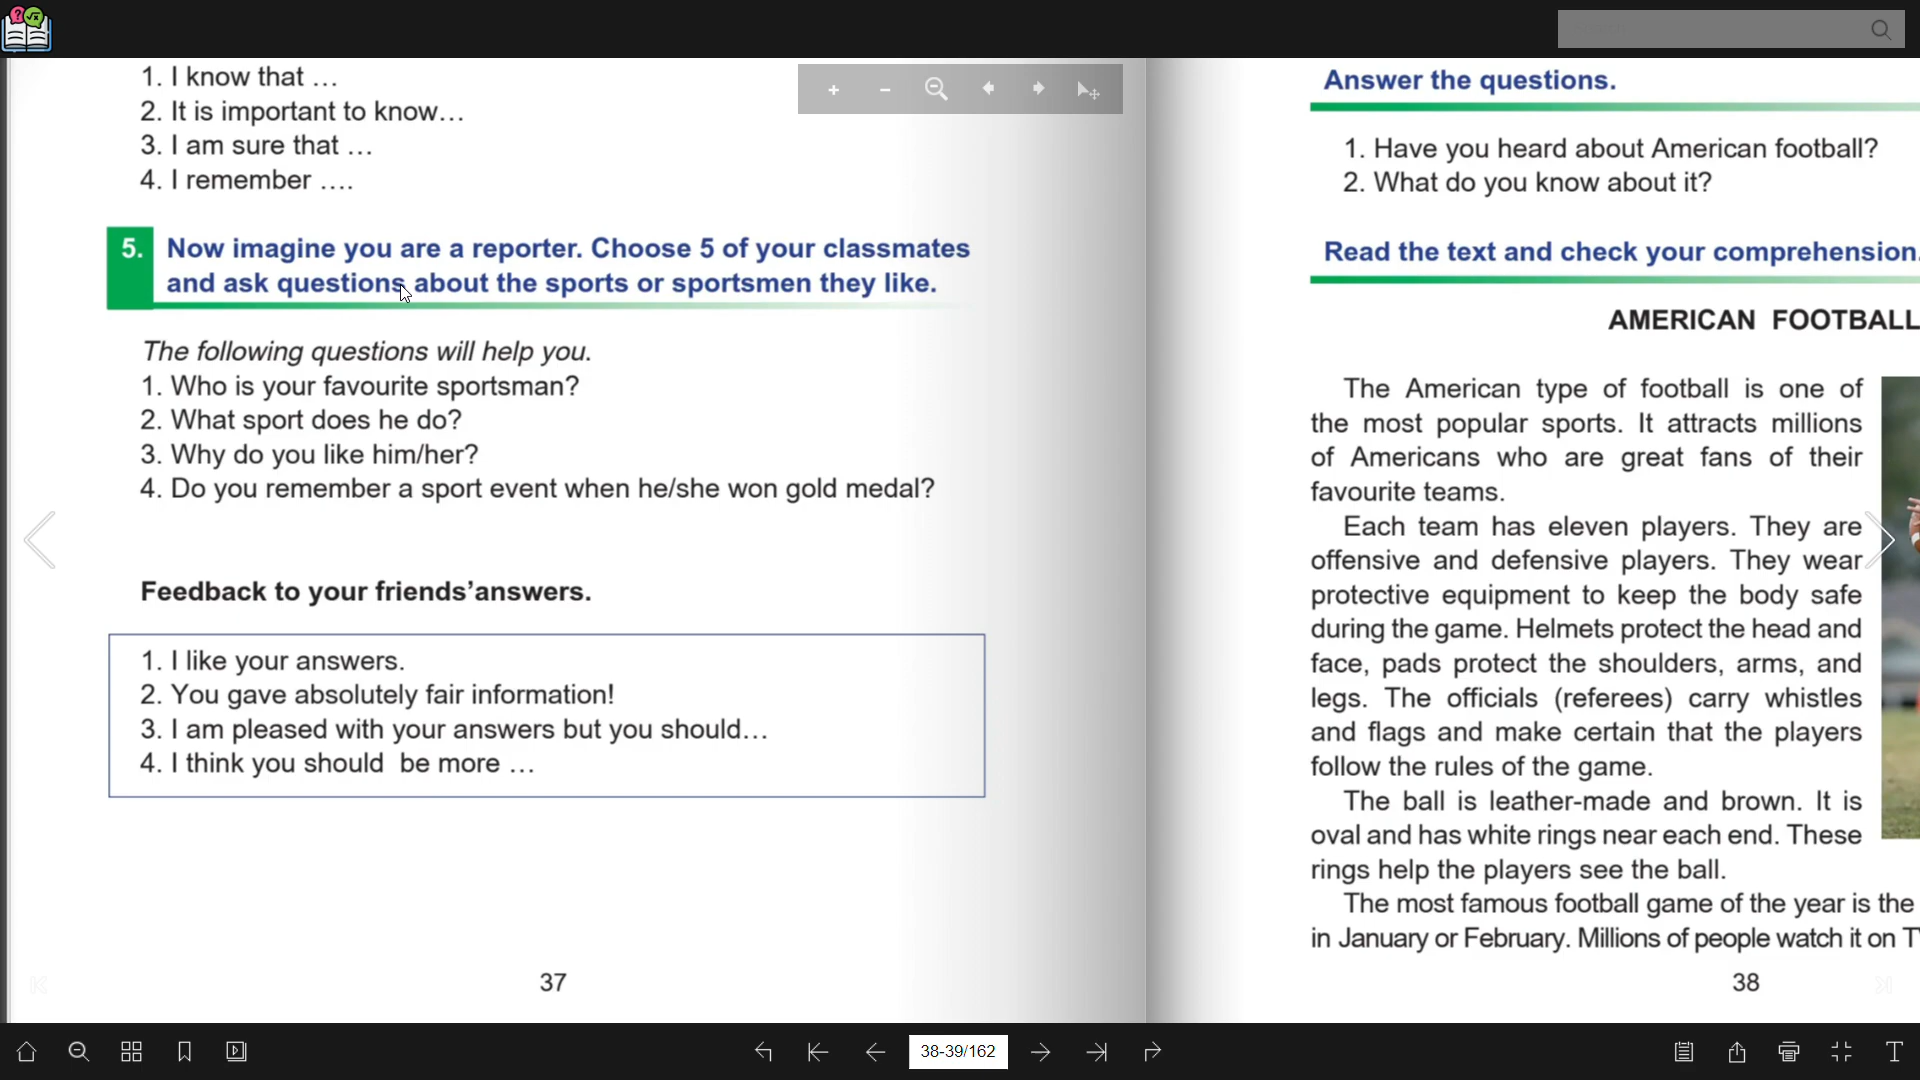 1. I know that …
2. It is important to know…
3. I am sure that …
4. I remember ….
5. Now imagine you are a reporter. Choose 5 of your classmates
and ask questions about the sports or sportsmen they like.
The following questions will help you.
1. Who is your favourite sportsman?
2. What sport does he do?
3. Why do you like him/her?
4. Do you remember a sport event when he/she won gold medal?
Feedback to your friends’answers.
1. I like your answers.
2. You gave absolutely fair information!
3. I am pleased with your answers but you should…
4. I think you should be more …
37
Answer the questions.
1. Have you heard about American football?
2. What do you know about it?
Read the text and check your comprehension.
AMERICAN FOOTBALL
The American type of football is one of
the most popular sports. It attracts millions
of Americans who are great fans of their
favourite teams.
Each team has eleven players. They are
offensive and defensive players. They wear
protective equipment to keep the body safe
during the game. Helmets protect the head and
face, pads protect the shoulders, arms, and
legs. The officials (referees) carry whistles
and flags and make certain that the players
follow the rules of the game.
The ball is leather-made and brown. It is
oval and has white rings near each end. These
rings help the players see the ball.
The most famous football game of the year is the
in January or February. Millions of people watch it on
38
38-39/162